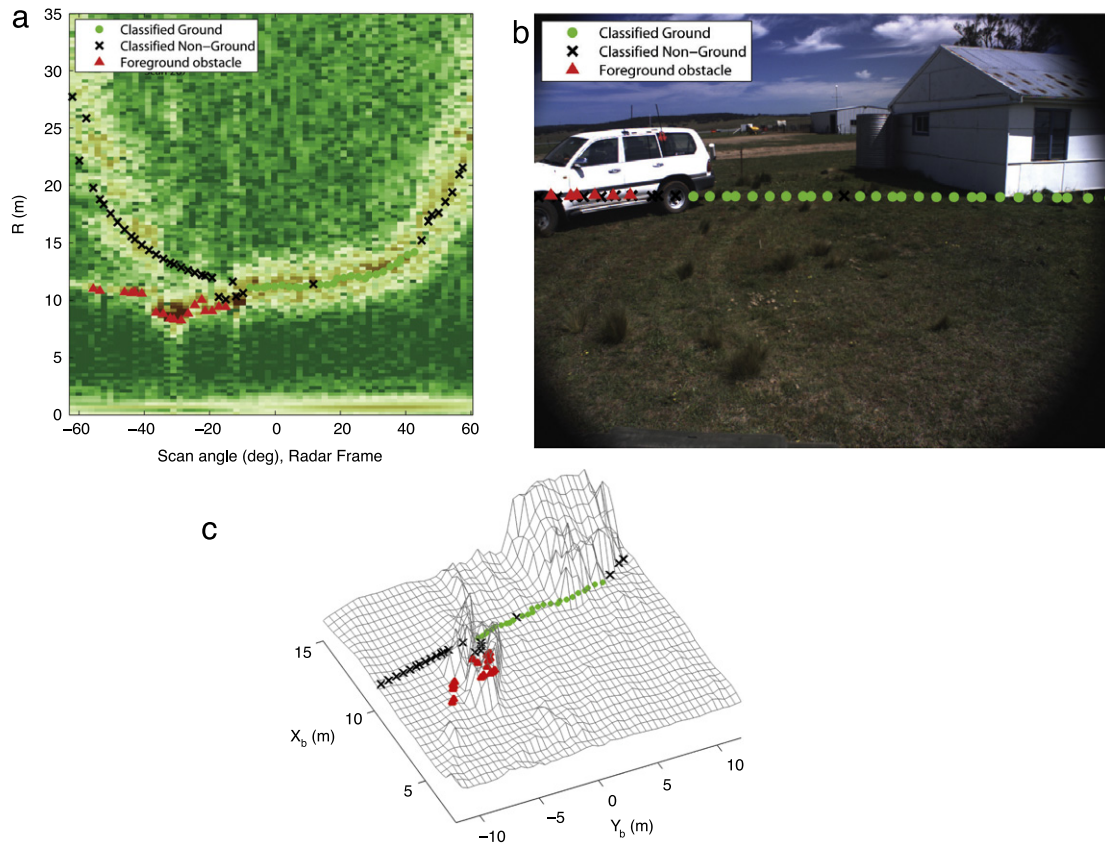 a
35
30
25
20
15
10
5
0
R (m)
−60
−40
−20
0
20
40
60
Scan angle (deg), Radar Frame
Classified Ground
Classified Non−Ground
Foreground obstacle
b
Classified Ground
Classified Non−Ground
Foreground obstacle
c
15
10
5
X_b (m)
−10
−5
0
5
10
Y_b (m)